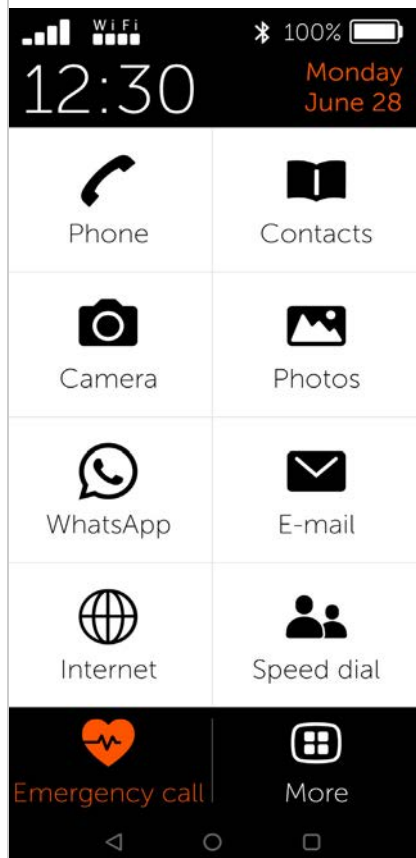 WiFi
100%
12:30
Monday
June 28
Phone
Contacts
Camera
Photos
WhatsApp
E-mail
Internet
Speed dial
Emergency call
More